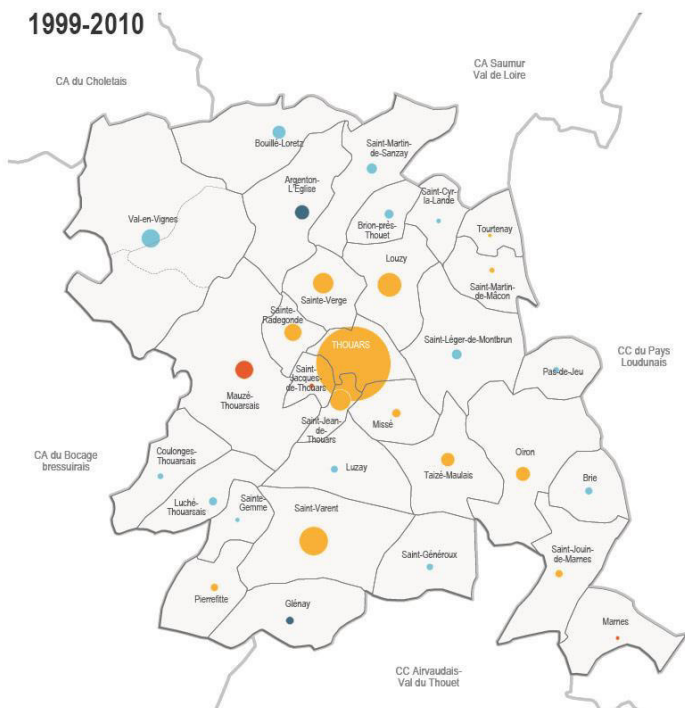 1999-2010
CA du Choletais
CA Saumur
Val de Loire
Bouillé-Loretz
Saint-Martin-
de-Sanzay
Argenton-
L'Eglise
Saint-Cyr-
la-Lande
Val-en-Vignes
Brion-près-
Thouet
Tourtenay
Louzy
Saint-Martin-
de-Mâcon
Sainte-Verge
Sainte-
Radegonde
THOUARS
Saint-Léger-de-Montbrun
CC du Pays
Loudunais
Saint-
Jacques-
de-Thouars
Pas-de-Jeu
Mauzé-
Thouarsais
Saint-Jean-
de-
Thouars
Missé
CA du Bocage
bressuirais
Coulonges-
Thouarsais
Luzay
Taizé-Maulais
Oiron
Brie
Luché-
Thouarsais
Sainte-
Gemme
Saint-Varent
Saint-Généroux
Saint-Jouin-
de-Marnes
Pierrefitte
Glénay
Marnes
CC Airvaudais-
Val du Thouet